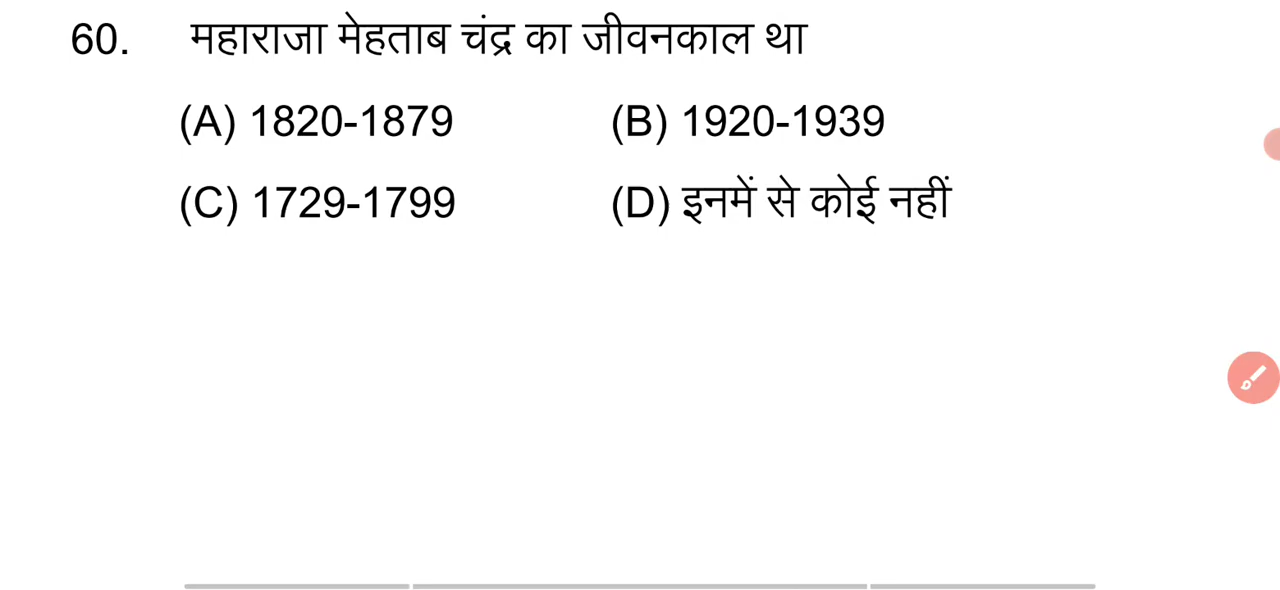 60. महाराजा मेहताब चंद्र का जीवनकाल था
(A) 1820-1879 (B) 1920-1939
(C) 1729-1799 (D) इनमें से कोई नहीं